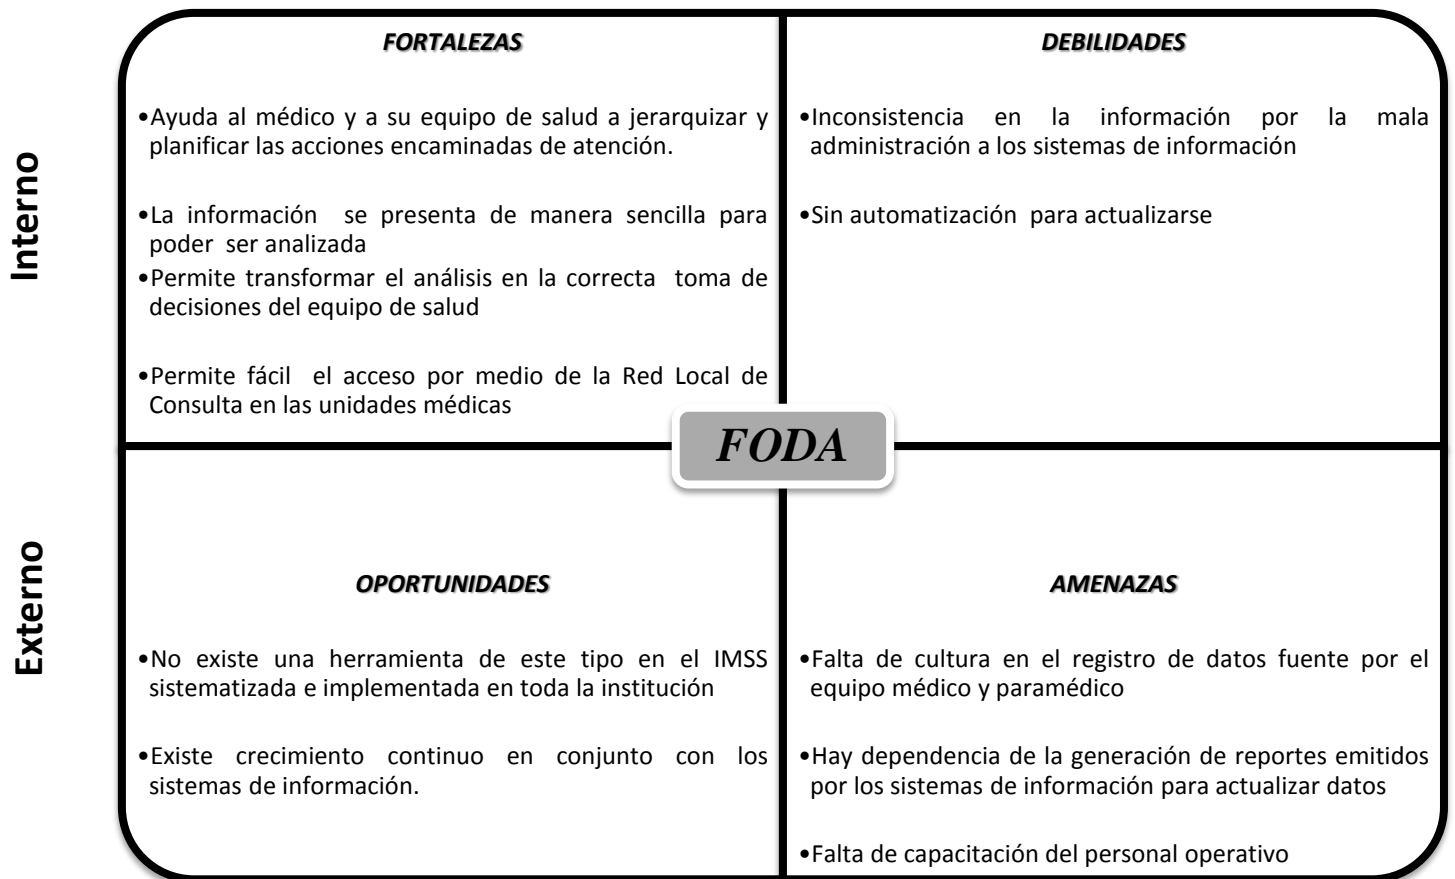 Interno
FORTALEZAS
•Ayuda al médico y a su equipo de salud a jerarquizar y
planificar las acciones encaminadas de atención.
•La información se presenta de manera sencilla para
poder ser analizada
•Permite transformar el análisis en la correcta toma de
decisiones del equipo de salud
•Permite fácil el acceso por medio de la Red Local de
Consulta en las unidades médicas
DEBILIDADES
•Inconsistencia en la información por la mala
administración a los sistemas de información
•Sin automatización para actualizarse
FODA
Externo
OPORTUNIDADES
•No existe una herramienta de este tipo en el IMSS
sistematizada e implementada en toda la institución
•Existe crecimiento continuo en conjunto con los
sistemas de información.
AMENAZAS
•Falta de cultura en el registro de datos fuente por el
equipo médico y paramédico
•Hay dependencia de la generación de reportes emitidos
por los sistemas de información para actualizar datos
•Falta de capacitación del personal operativo